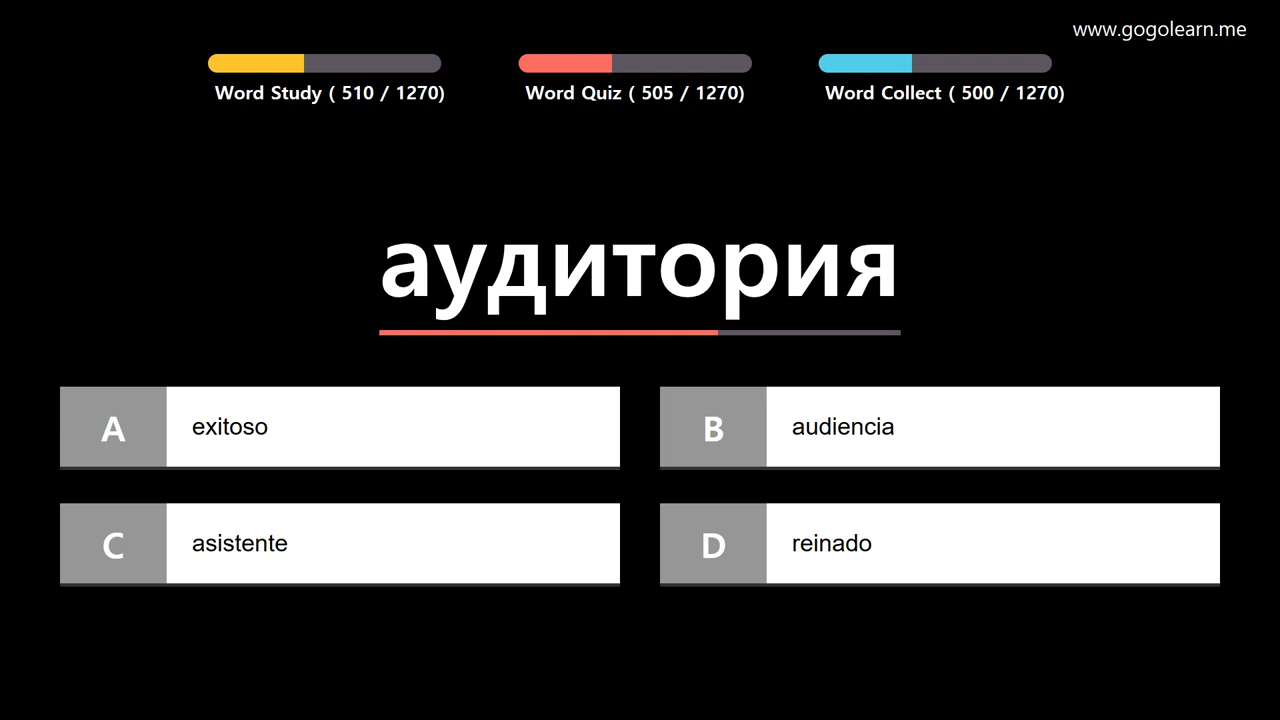 www.gogolearn.me
Word Study ( 510 / 1270)
Word Quiz ( 505 / 1270)
Word Collect ( 500 / 1270)
аудитория
A exitoso
B audiencia
C asistente
D reinado